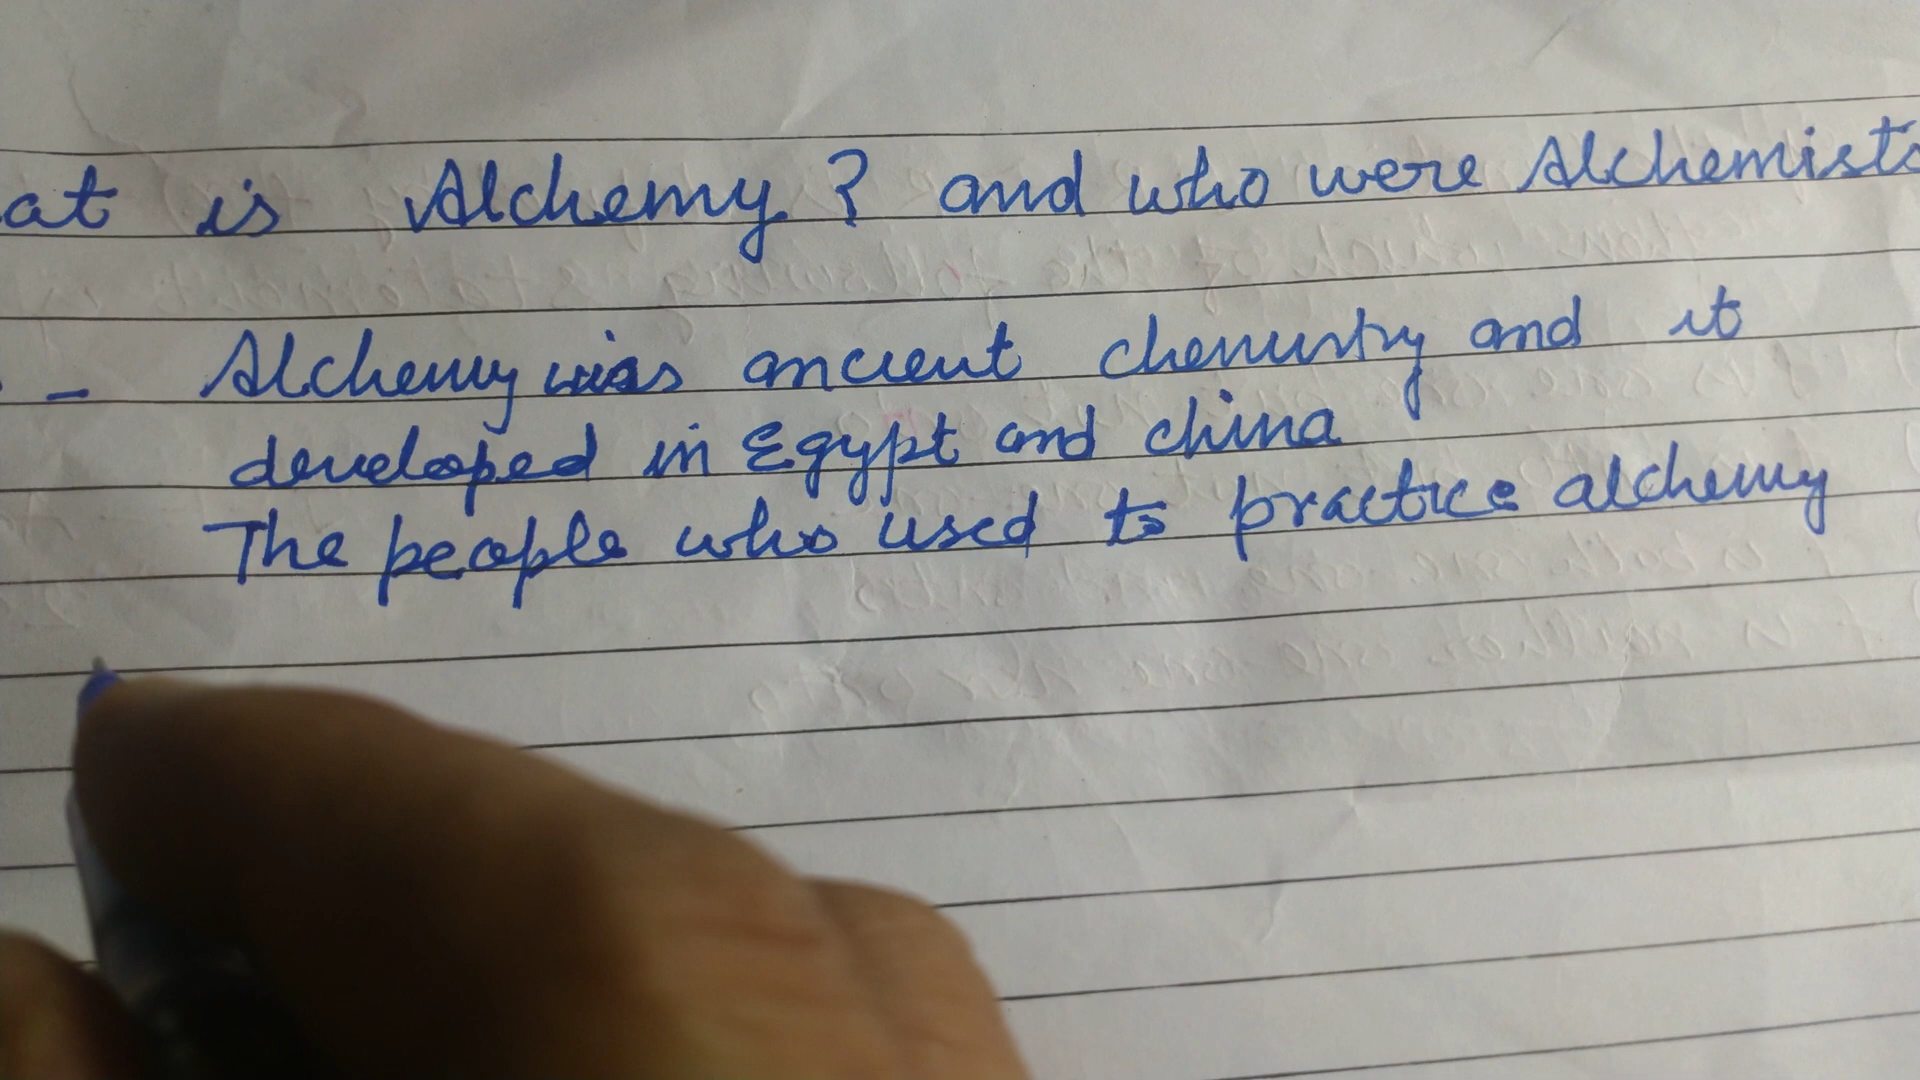 at is Alchemy? and who were Alchemists
- Alchemy was ancient chemistry and it
developed in Egypt and china
The people who used to practice alchemy